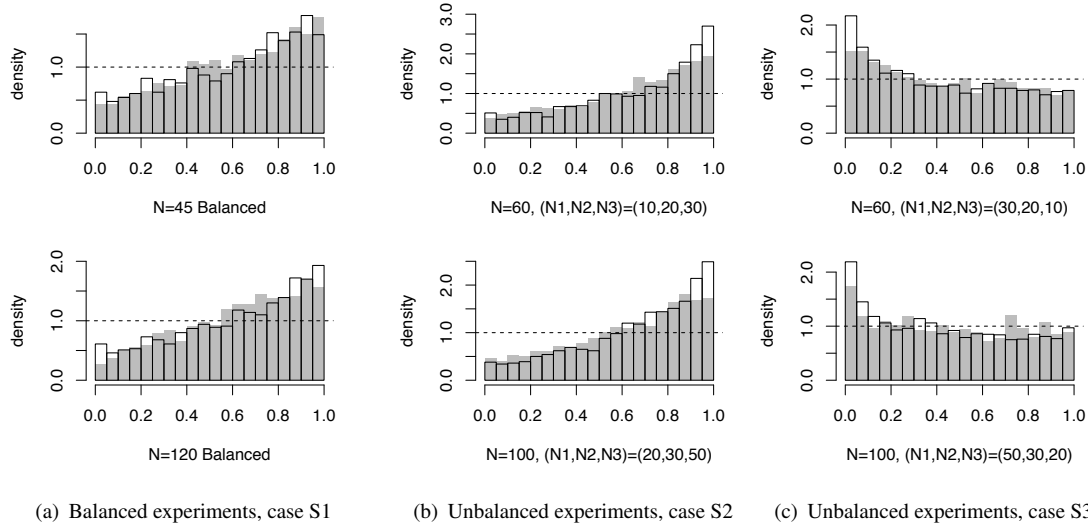 density
0.0 1.0
0.0 0.2 0.4 0.6 0.8 1.0
N=45 Balanced
density
0.0 1.0 2.0 3.0
0.0 0.2 0.4 0.6 0.8 1.0
N=60, (N1,N2,N3)=(10,20,30)
density
0.0 1.0 2.0
0.0 0.2 0.4 0.6 0.8 1.0
N=60, (N1,N2,N3)=(30,20,10)
density
0.0 1.0 2.0
0.0 0.2 0.4 0.6 0.8 1.0
N=120 Balanced
density
0.0 1.0 2.0
0.0 0.2 0.4 0.6 0.8 1.0
N=100, (N1,N2,N3)=(20,30,50)
density
0.0 1.0 2.0
0.0 0.2 0.4 0.6 0.8 1.0
N=100, (N1,N2,N3)=(50,30,20)
(a) Balanced experiments, case S1
(b) Unbalanced experiments, case S2
(c) Unbalanced experiments, case S3